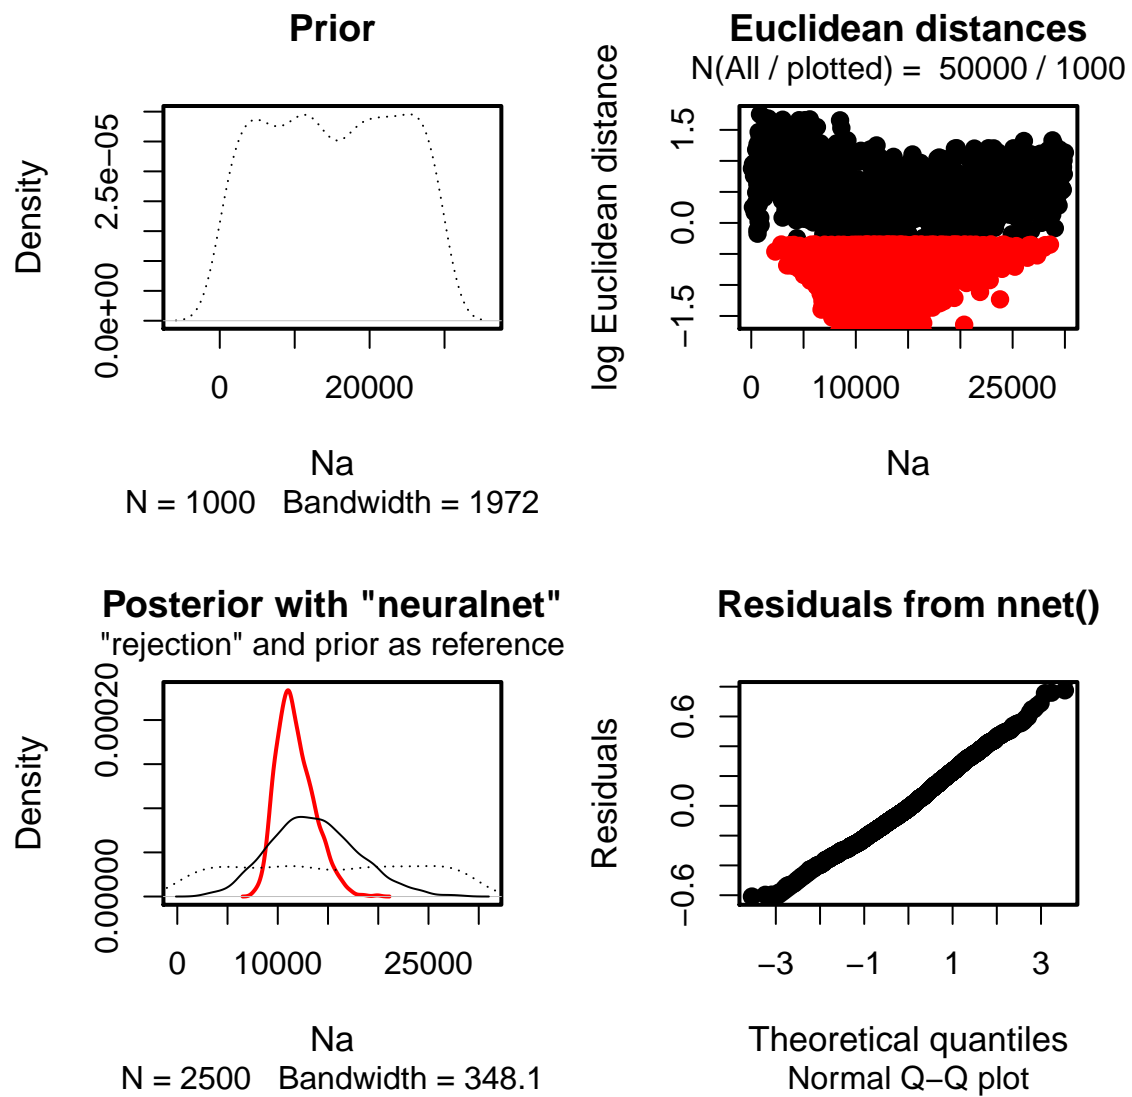 Prior
Density
0.0e+00
2.5e−05
0
20000
Na
N = 1000   Bandwidth = 1972
Euclidean distances
N(All / plotted) =  50000 / 1000
log Euclidean distance
−1.5
0.0
1.5
0
10000
25000
Na
Posterior with "neuralnet"
"rejection" and prior as reference
Density
0.00000
0.00020
0
10000
25000
Na
N = 2500   Bandwidth = 348.1
Residuals from nnet()
Residuals
−0.6
0.0
0.6
−3
−1
1
3
Theoretical quantiles
Normal Q−Q plot